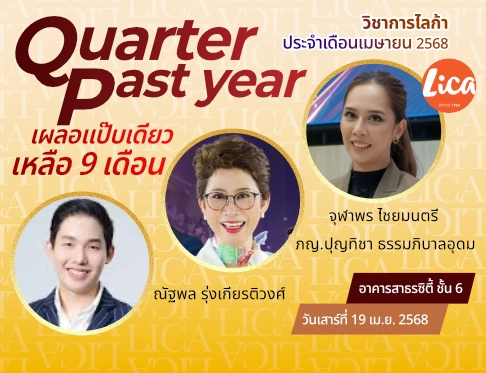 Quarter
Past year
วิชาการไลก้า
ประจำเดือนเมษายน 2568
Lica
since 1984
เผลอแป๊บเดียว
เหลือ 9 เดือน
จุฬาพร ไชยมนตรี
ภญ.ปุญทิชา ธรรมภิบาลอุดม
ณัฐพล รุ่งเกียรติวงศ์
อาคารสาธรซิตี้ ชั้น 6
วันเสาร์ที่ 19 เม.ย. 2568